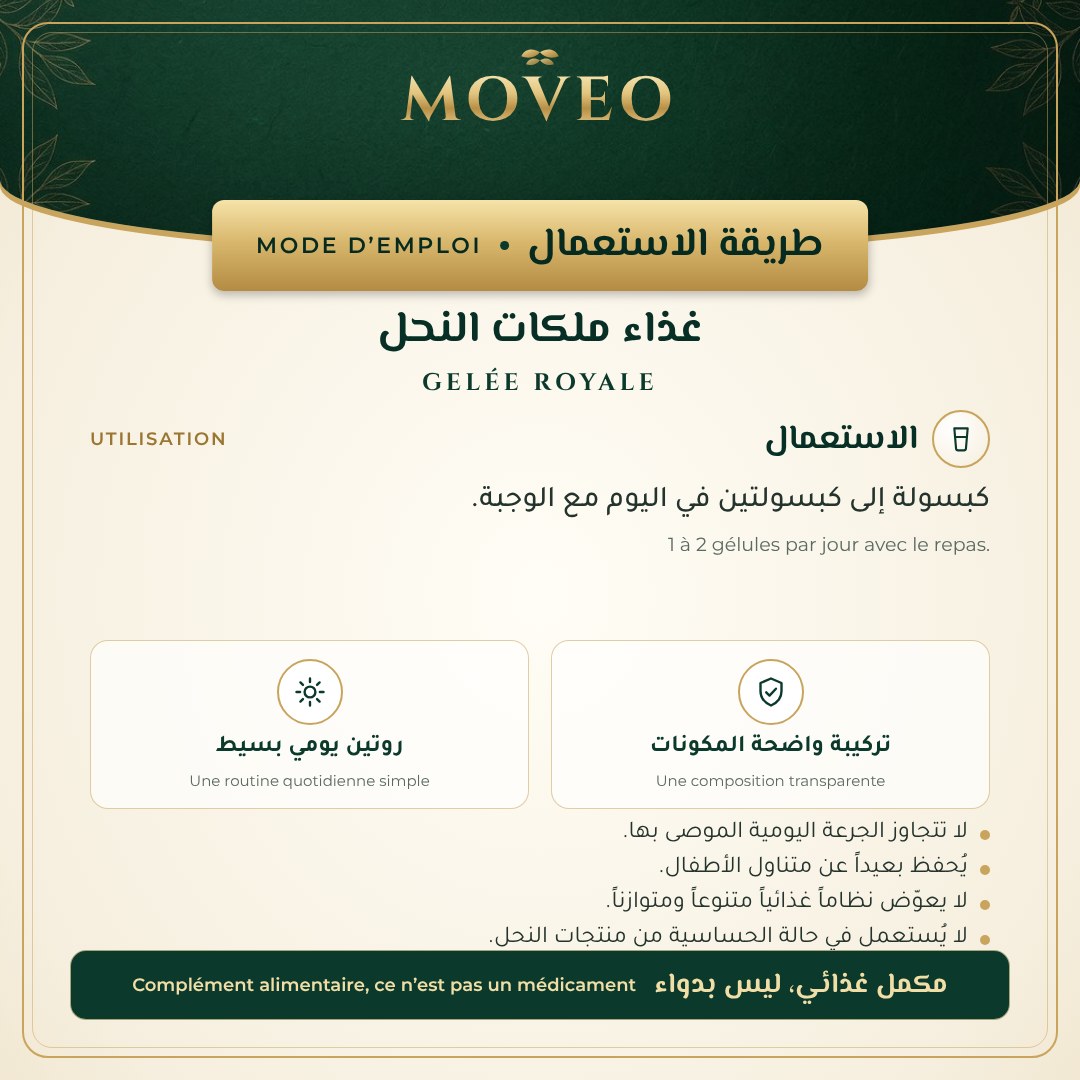 MOVEO
طريقة الاستعمال • MODE D’EMPLOI
غذاء ملكات النحل
GELÉE ROYALE
الاستعمال
UTILISATION
كبسولة إلى كبسولتين في اليوم مع الوجبة.
1 à 2 gélules par jour avec le repas.
تركيبة واضحة المكونات
Une composition transparente
روتين يومي بسيط
Une routine quotidienne simple
لا تتجاوز الجرعة اليومية الموصى بها.
يُحفظ بعيداً عن متناول الأطفال.
لا يعوّض نظاماً غذائياً متنوعاً ومتوازناً.
لا يُستعمل في حالة الحساسية من منتجات النحل.
مكمل غذائي، ليس بدواء Complément alimentaire, ce n’est pas un médicament